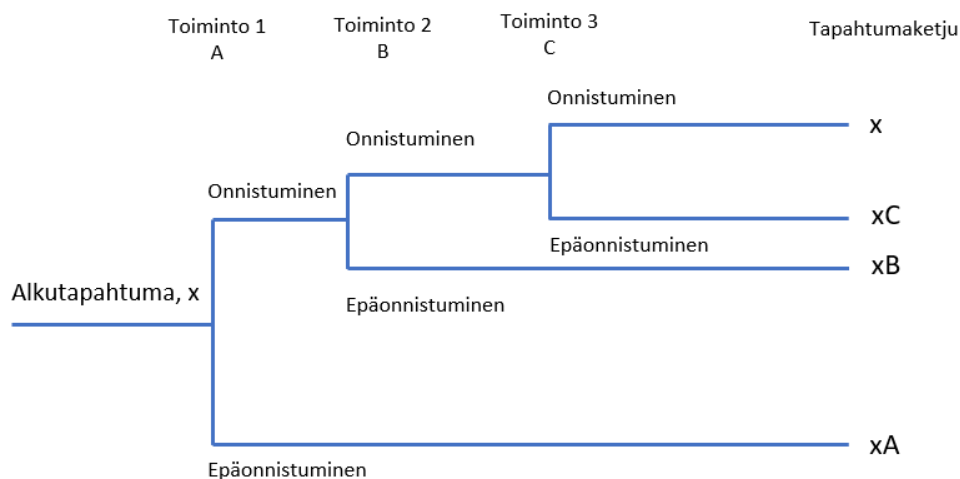 Toiminto 1
A
Toiminto 2
B
Toiminto 3
C
Tapahtumaketju
Onnistuminen
x
Onnistuminen
Onnistuminen
xC
Epäonnistuminen
xB
Alkutapahtuma, x
Epäonnistuminen
xA
Epäonnistuminen